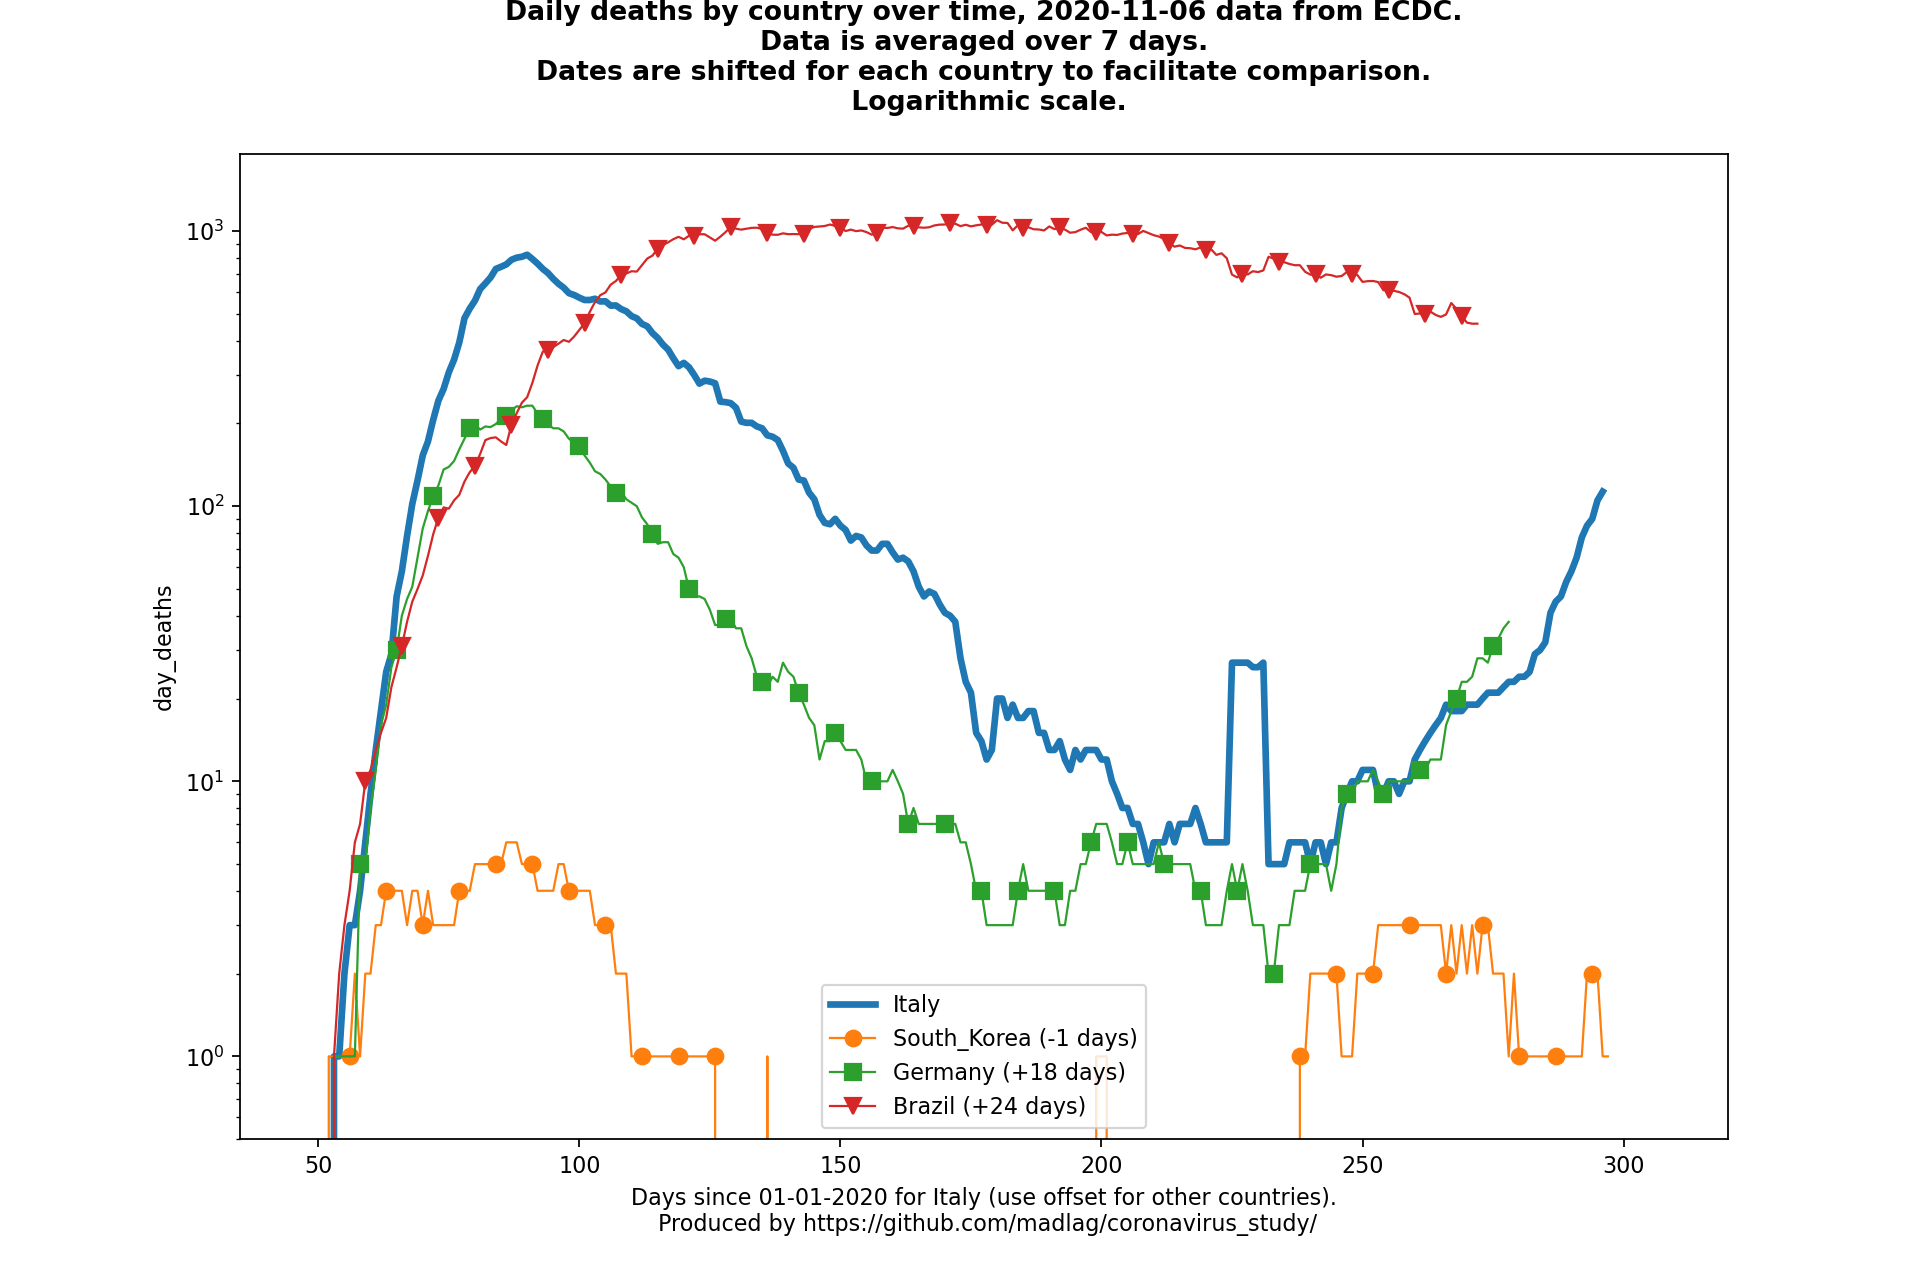 Daily deaths by country over time, 2020-11-06 data from ECDC.
Data is averaged over 7 days.
Dates are shifted for each country to facilitate comparison.
Logarithmic scale.
day_deaths
10³
10²
10¹
10⁰
Italy
South_Korea (-1 days)
Germany (+18 days)
Brazil (+24 days)
50 100 150 200 250 300
Days since 01-01-2020 for Italy (use offset for other countries).
Produced by https://github.com/madlag/coronavirus_study/